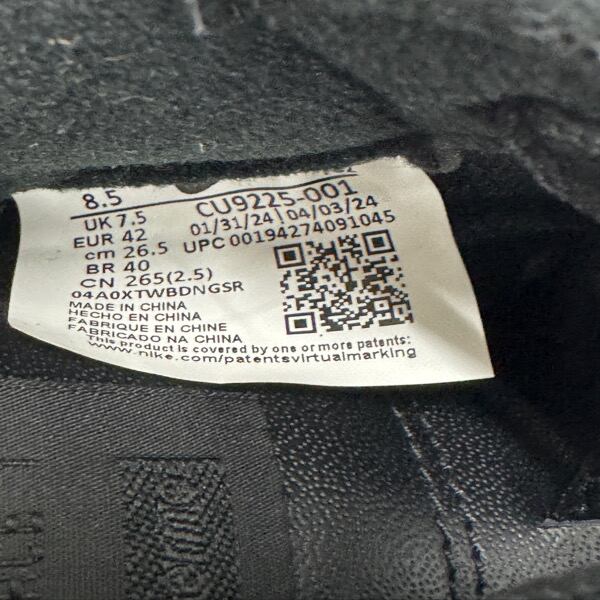 8.5
UK 7.5
EUR 42
cm 26.5
BR 40
CN 265(2.5)
CU9225-001
01/31/24 | 04/03/24
UPC 00194274091045
04A0XTWBDNGSR
MADE IN CHINA
HECHO EN CHINA
FABRIQUE EN CHINE
FABRICADO NA CHINA
This product is covered by one or more patents:
www.nike.com/patentsvirtualmarking